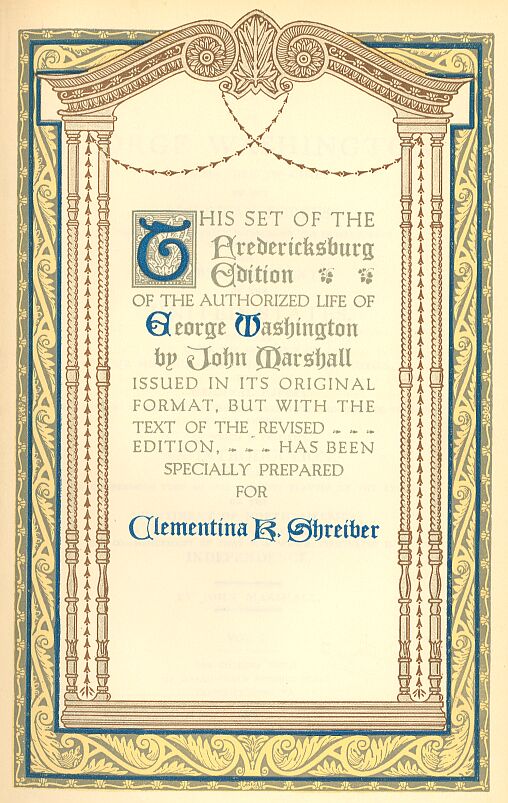 THIS SET OF THE
Fredericksburg
Edition
OF THE AUTHORIZED LIFE OF
George Washington
by John Marshall
ISSUED IN ITS ORIGINAL
FORMAT, BUT WITH THE
TEXT OF THE REVISED
EDITION, HAS BEEN
SPECIALLY PREPARED
FOR
Clementina K. Shreiber